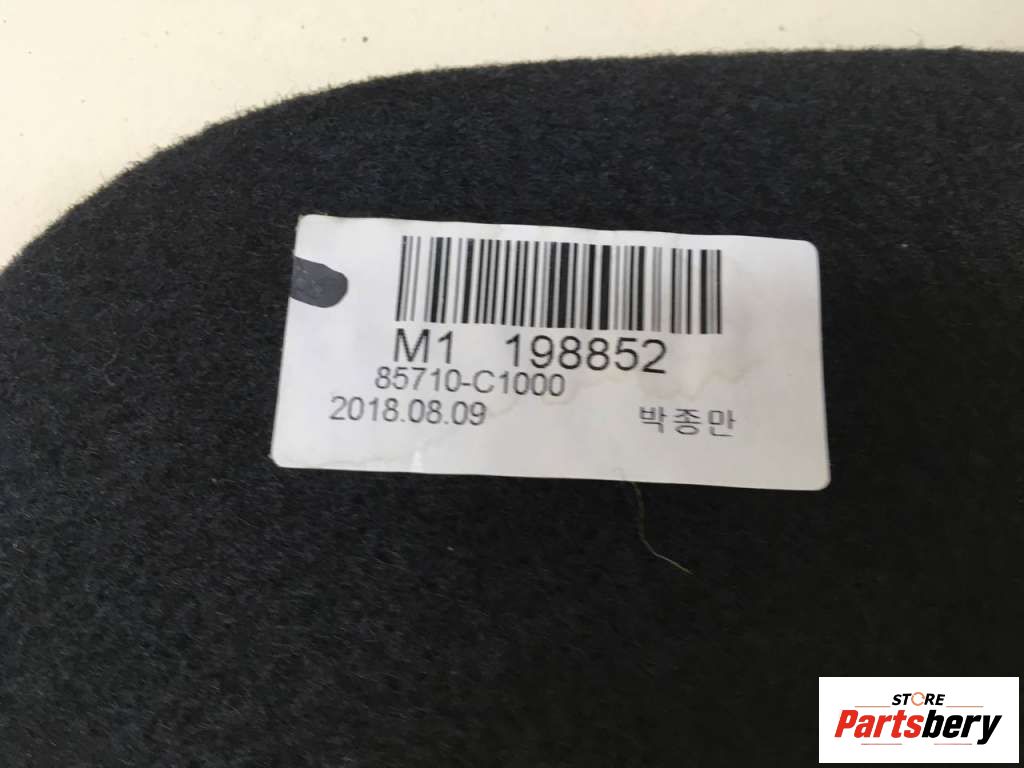 M1 198852
85710-C1000
2018.08.09 박종만
STORE
Partsbery